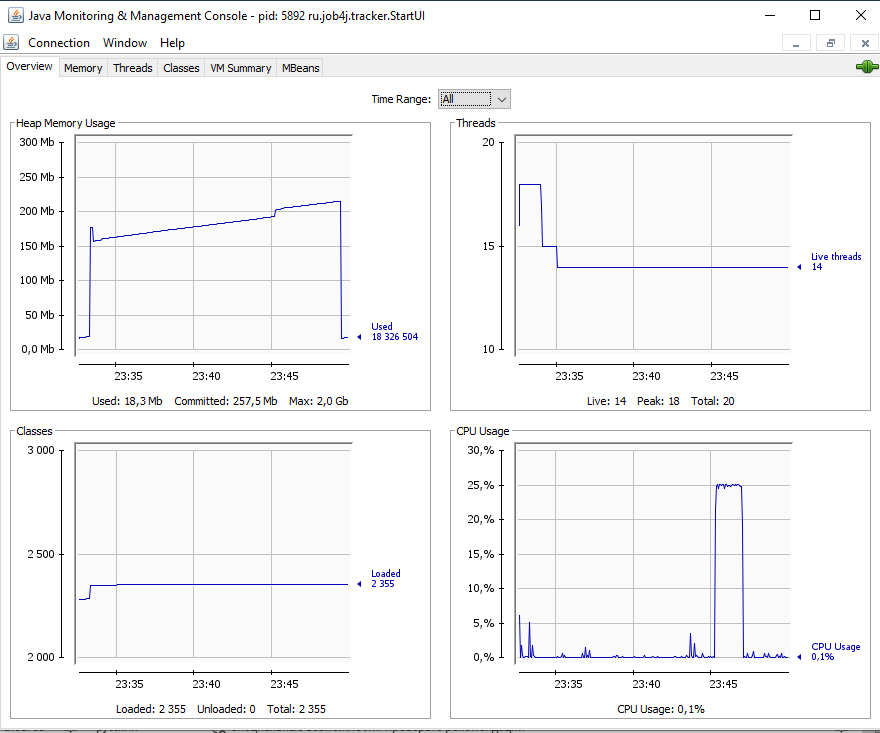 Java Monitoring & Management Console - pid: 5892 ru.job4j.tracker.StartUI
Connection Window Help
Overview Memory Threads Classes VM Summary MBeans
Time Range: All
Heap Memory Usage
300 Mb
250 Mb
200 Mb
150 Mb
100 Mb
50 Mb
0,0 Mb
Used
18 326 504
23:35 23:40 23:45
Used: 18,3 Mb Committed: 257,5 Mb Max: 2,0 Gb
Threads
20
15
10
Live threads
14
23:35 23:40 23:45
Live: 14 Peak: 18 Total: 20
Classes
3 000
2 500
2 000
Loaded
2 355
23:35 23:40 23:45
Loaded: 2 355 Unloaded: 0 Total: 2 355
CPU Usage
30,%
25,%
20,%
15,%
10,%
5,%
0,%
CPU Usage
0,1%
23:35 23:40 23:45
CPU Usage: 0,1%